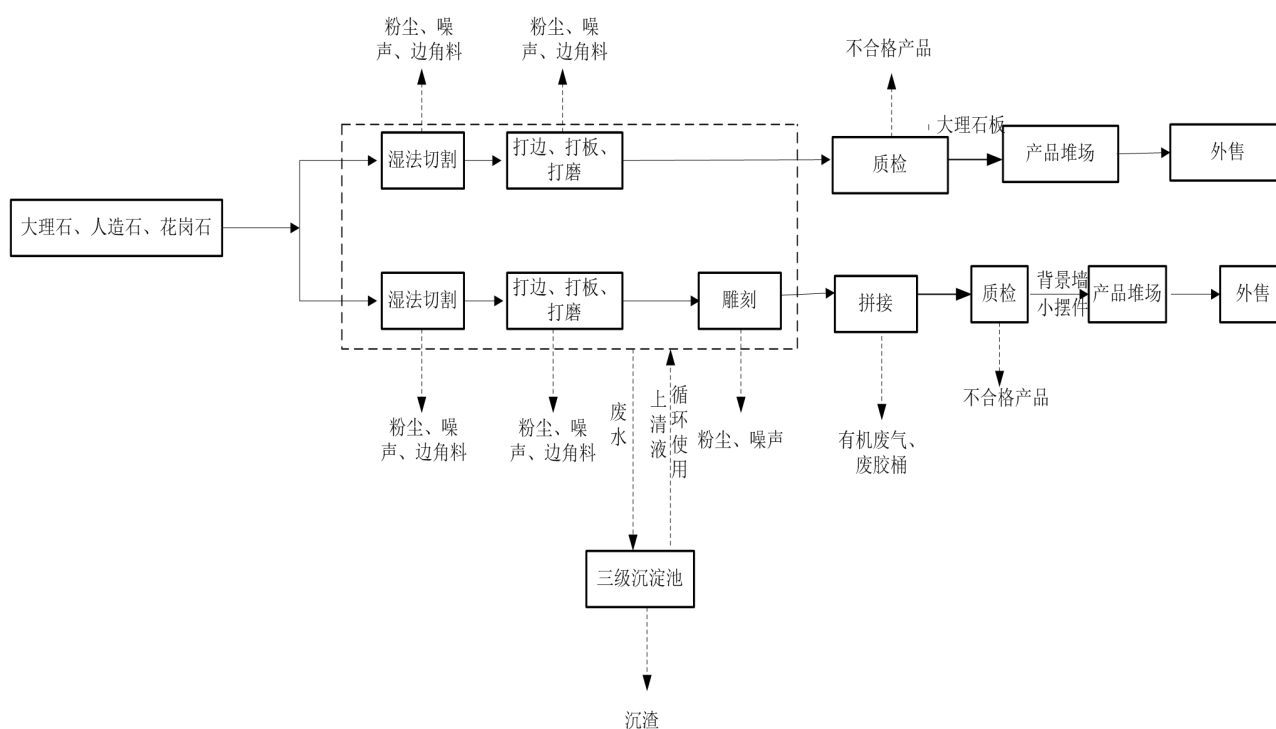 粉尘、噪
声、边角料
粉尘、噪
声、边角料
不合格产品
大理石板
湿法切割
打边、打板、
打磨
质检
产品堆场
外售
大理石、人造石、花岗石
湿法切割
打边、打板、
打磨
雕刻
拼接
质检
背景墙
小摆件
产品堆场
外售
粉尘、噪
声、边角料
粉尘、噪
声、边角料
废水
上清液
循环使用
粉尘、噪声
有机废气、
废胶桶
不合格产品
三级沉淀池
沉渣